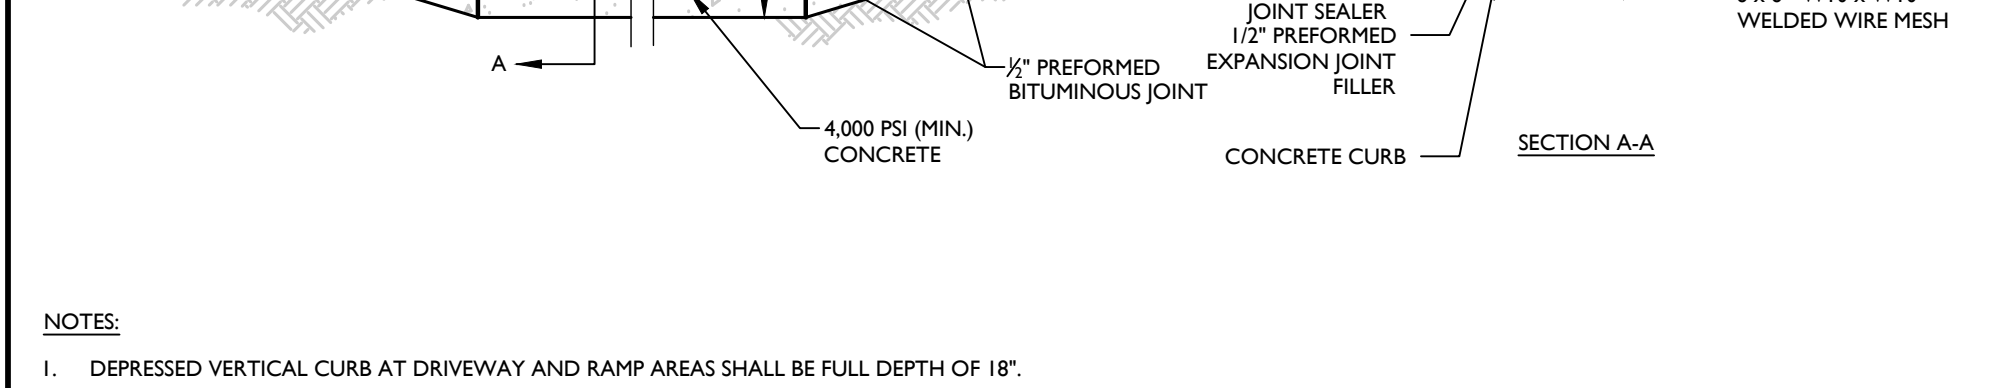 JOINT SEALER
1/2" PREFORMED
EXPANSION JOINT
FILLER
WELDED WIRE MESH
A
½" PREFORMED
BITUMINOUS JOINT
4,000 PSI (MIN.)
CONCRETE
CONCRETE CURB
SECTION A-A
NOTES:
1. DEPRESSED VERTICAL CURB AT DRIVEWAY AND RAMP AREAS SHALL BE FULL DEPTH OF 18".